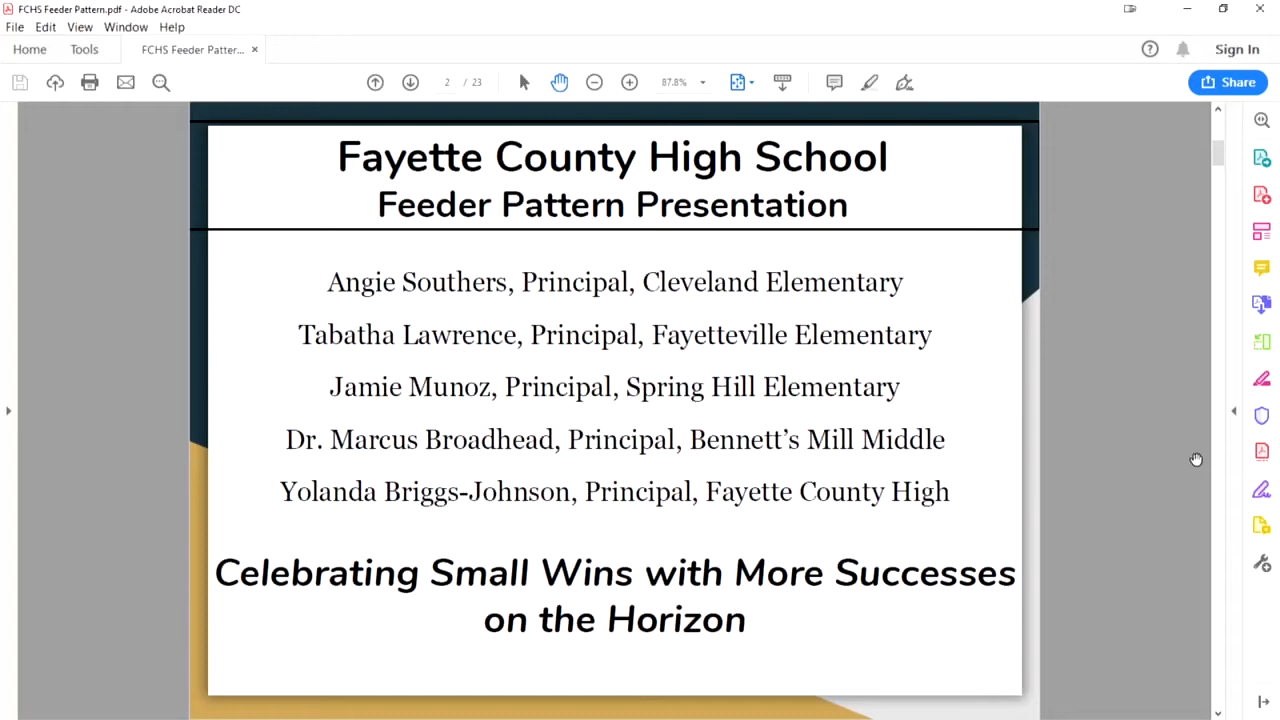 FCHS Feeder Pattern.pdf - Adobe Acrobat Reader DC
File Edit View Window Help
Home Tools FCHS Feeder Patter... ×
? Sign In
2 / 23 87.8% Share
Fayette County High School
Feeder Pattern Presentation
Angie Southers, Principal, Cleveland Elementary
Tabatha Lawrence, Principal, Fayetteville Elementary
Jamie Munoz, Principal, Spring Hill Elementary
Dr. Marcus Broadhead, Principal, Bennett’s Mill Middle
Yolanda Briggs-Johnson, Principal, Fayette County High
Celebrating Small Wins with More Successes
on the Horizon